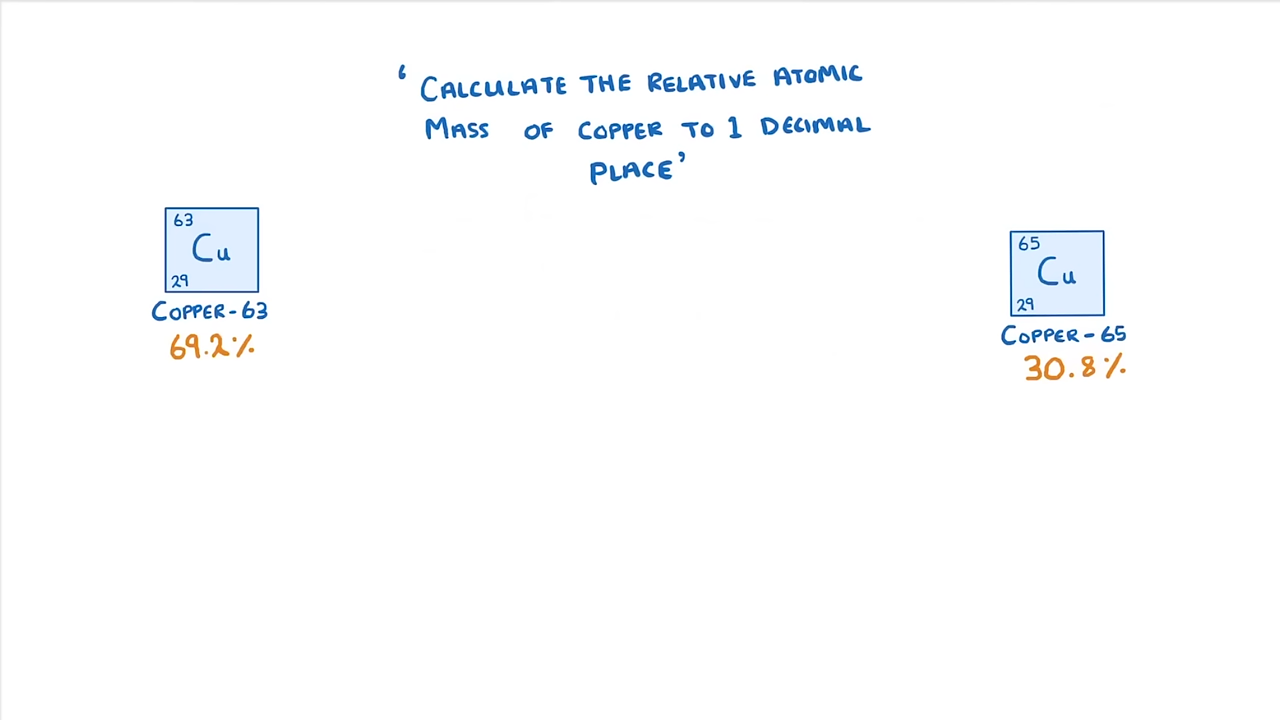 ‘CALCULATE THE RELATIVE ATOMIC
MASS OF COPPER TO 1 DECIMAL
PLACE’
63
Cu
29
COPPER-63
69.2%
65
Cu
29
COPPER-65
30.8%